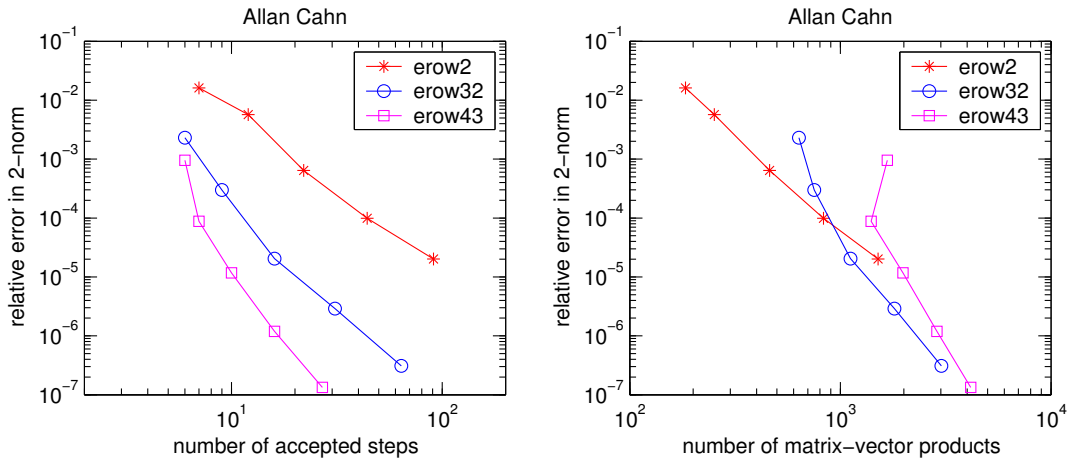 Allan Cahn
10^-1
10^-2
10^-3
10^-4
10^-5
10^-6
10^-7
relative error in 2−norm
erow2
erow32
erow43
10^1
10^2
number of accepted steps
Allan Cahn
10^-1
10^-2
10^-3
10^-4
10^-5
10^-6
10^-7
relative error in 2−norm
erow2
erow32
erow43
10^0
10^2
10^3
10^4
number of matrix−vector products